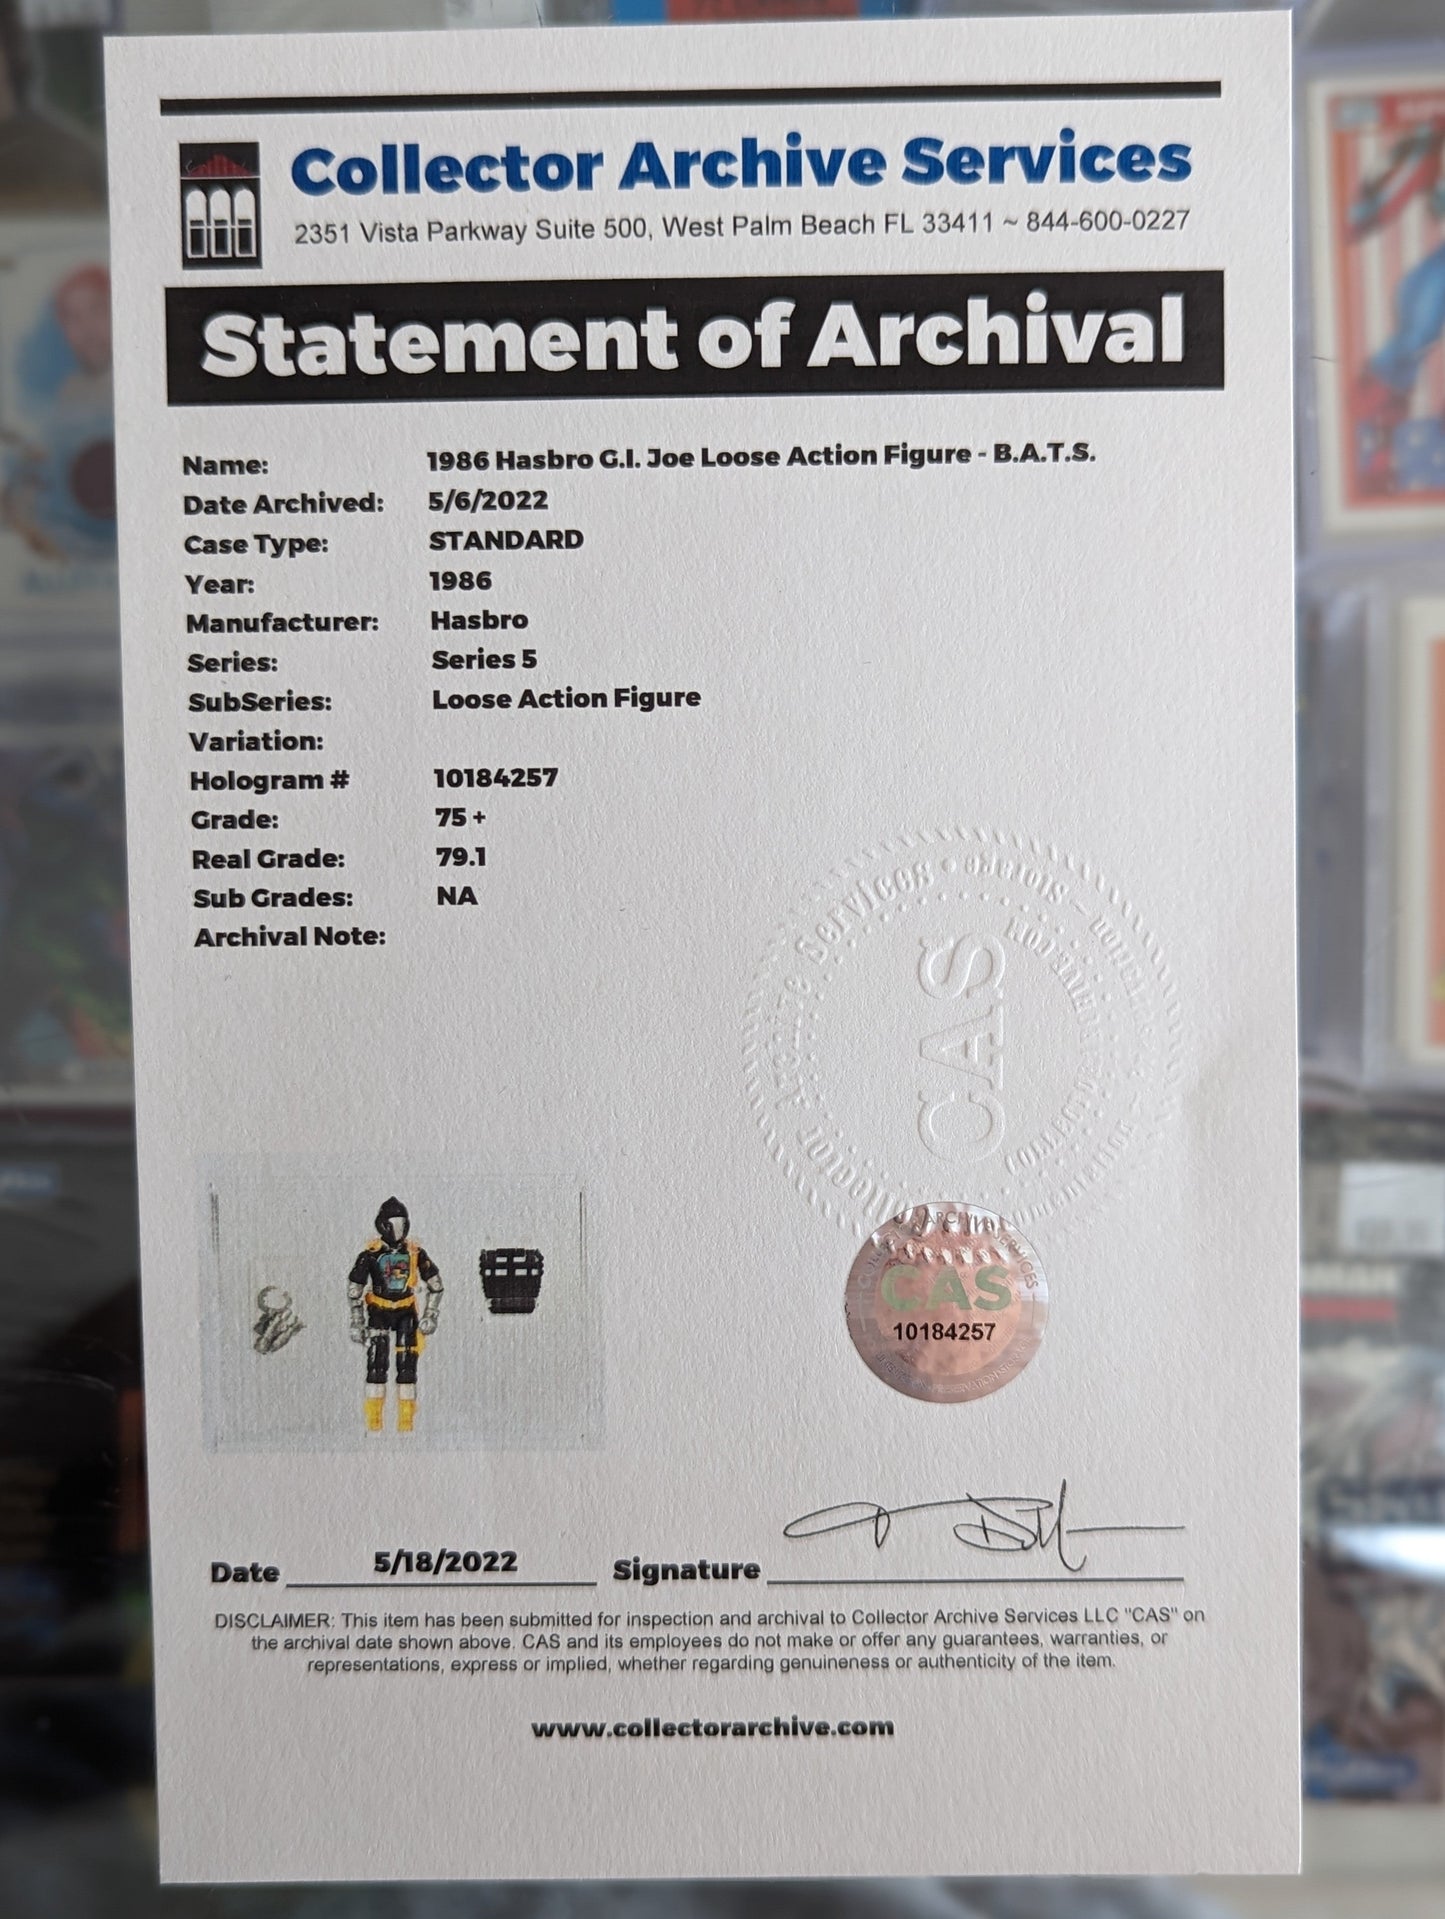 Collector Archive Services
2351 Vista Parkway Suite 500, West Palm Beach FL 33411 ~ 844-600-0227
Statement of Archival
Name: 1986 Hasbro G.I. Joe Loose Action Figure - B.A.T.S.
Date Archived: 5/6/2022
Case Type: STANDARD
Year: 1986
Manufacturer: Hasbro
Series: Series 5
SubSeries: Loose Action Figure
Variation:
Hologram # 10184257
Grade: 75 +
Real Grade: 79.1
Sub Grades: NA
Archival Note:
CAS
CAS
10184257
Date 5/18/2022 Signature
DISCLAIMER: This item has been submitted for inspection and archival to Collector Archive Services LLC "CAS" on
the archival date shown above. CAS and its employees do not make or offer any guarantees, warranties, or
representations, express or implied, whether regarding genuineness or authenticity of the item.
www.collectorarchive.com